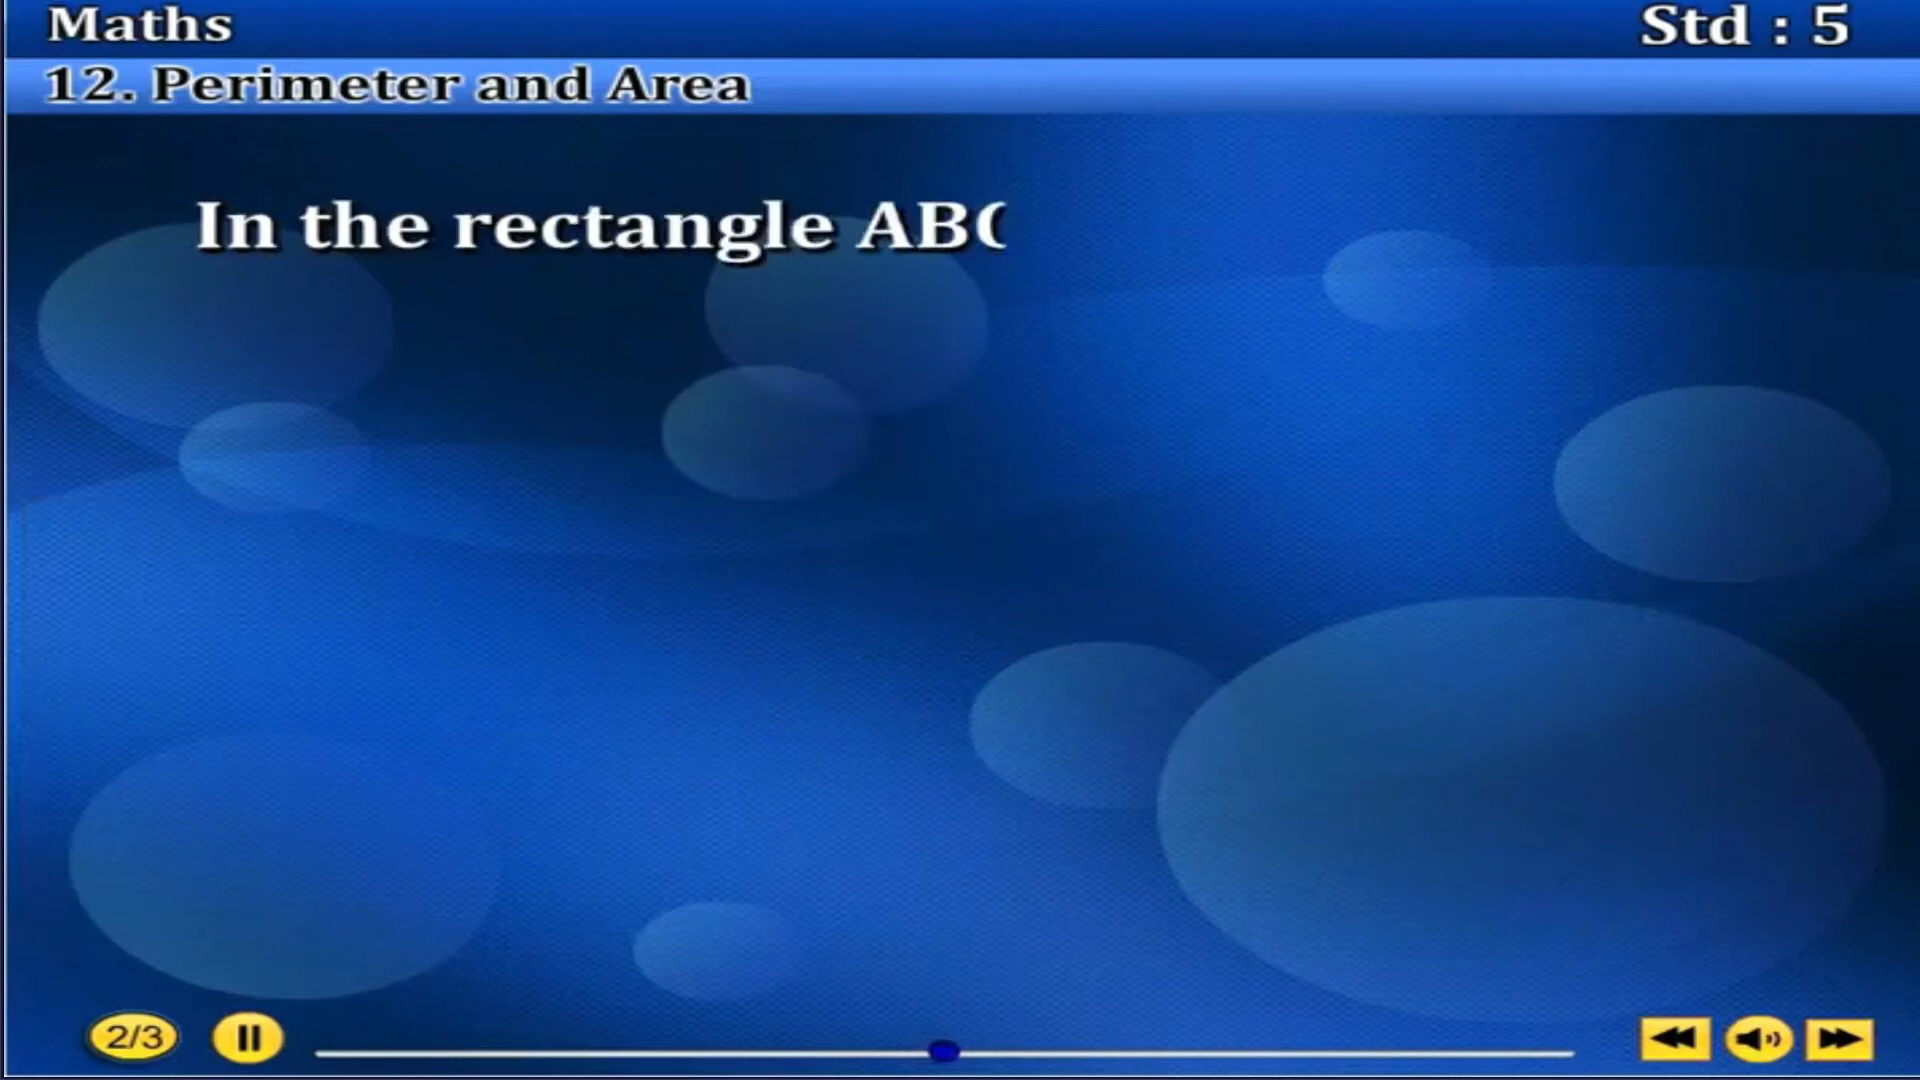 Maths
Std : 5
12. Perimeter and Area
In the rectangle AB
2/3